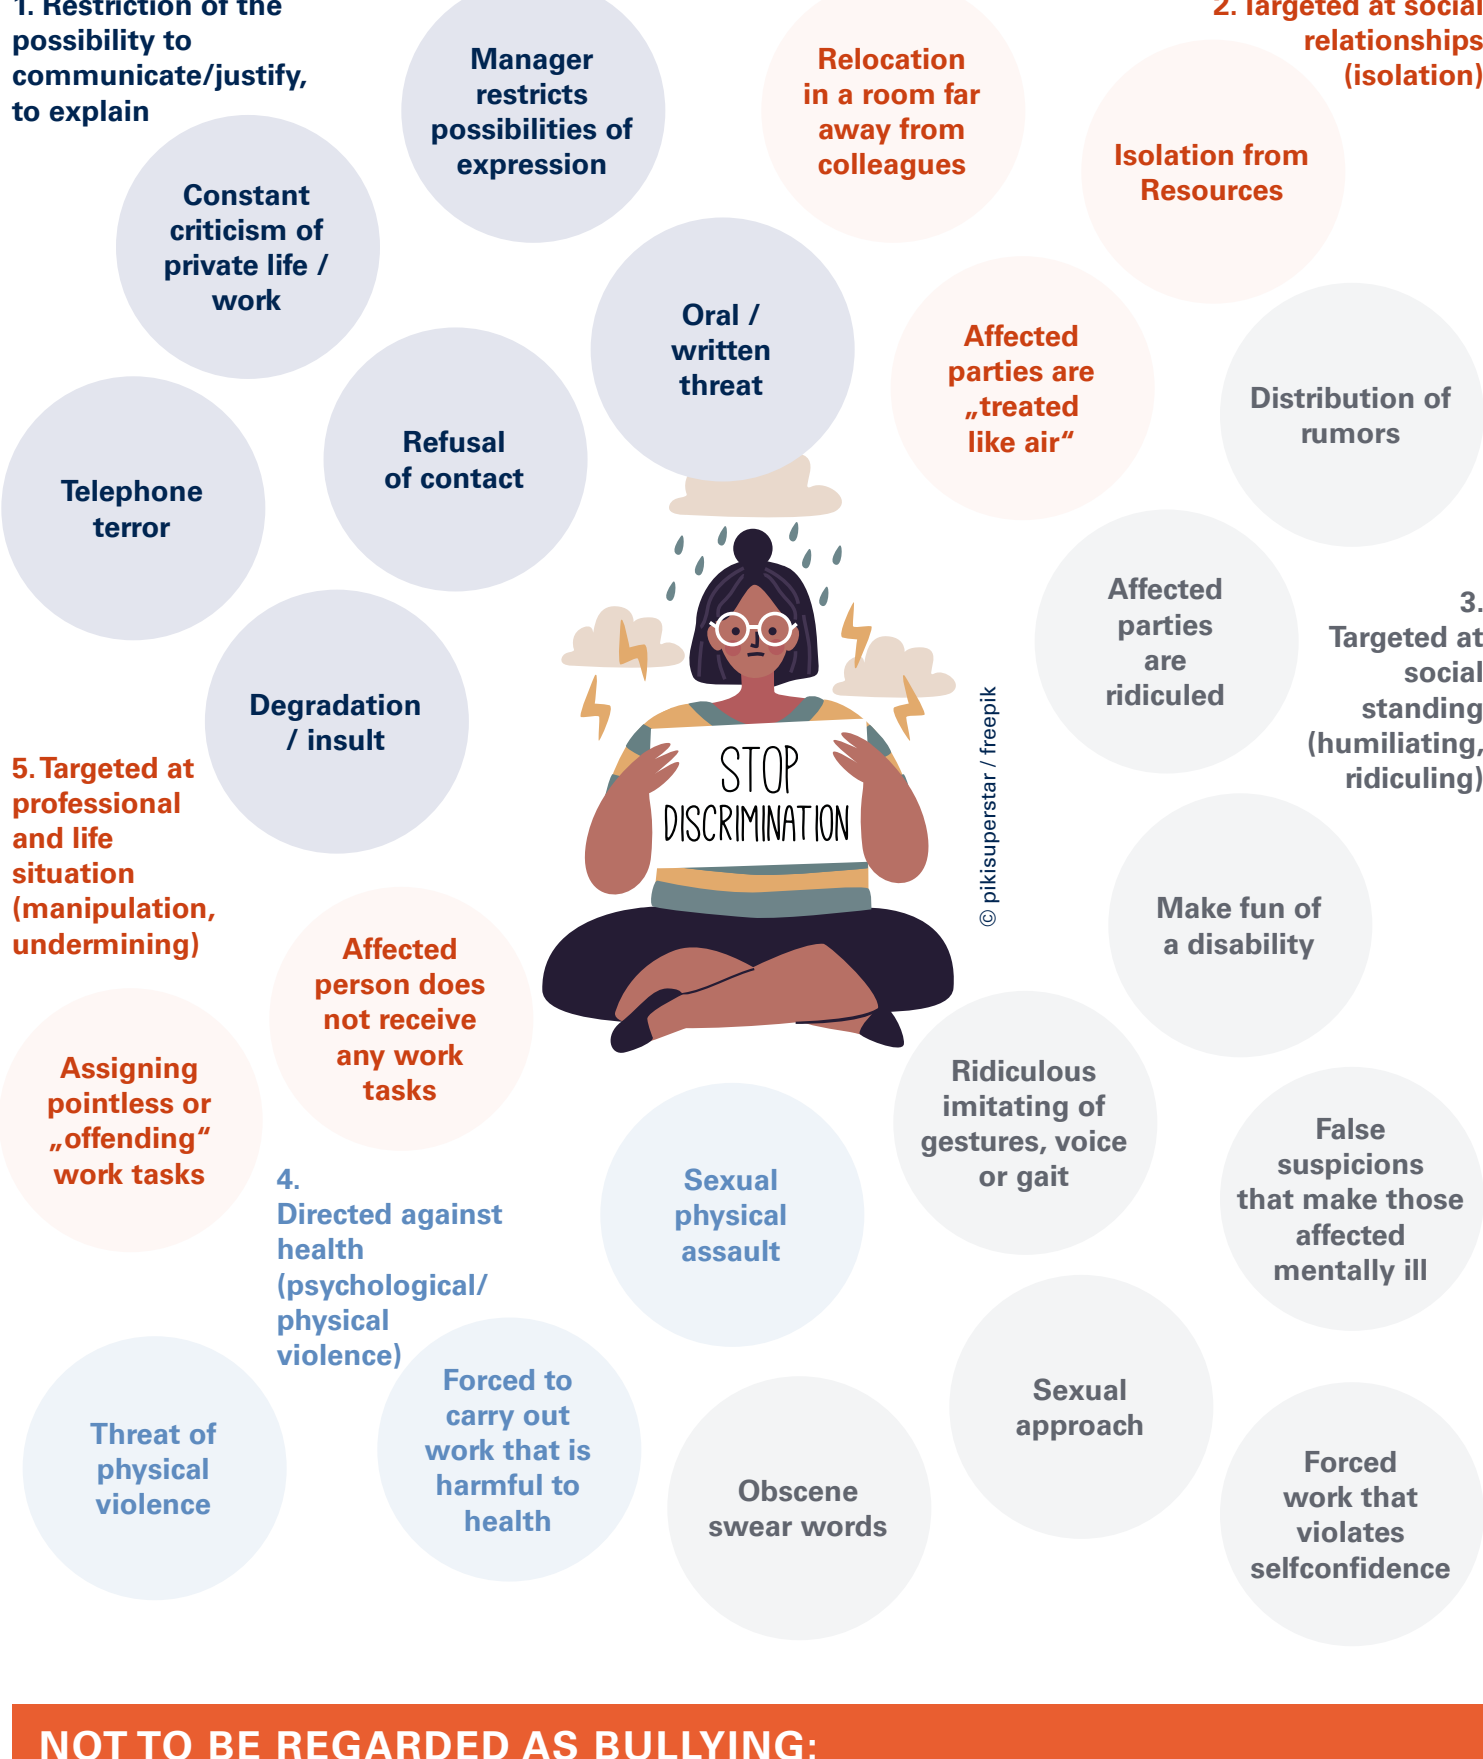 1. Restriction of the
possibility to
communicate/justify,
to explain
Manager
restricts
possibilities of
expression
Relocation
in a room far
away from
colleagues
2. Targeted at social
relationships
(isolation)
Isolation from
Resources
Constant
criticism of
private life /
work
Oral /
written
threat
Affected
parties are
„treated
like air“
Distribution of
rumors
Refusal
of contact
Telephone
terror
Affected
parties
are
ridiculed
3.
Targeted at
social
standing
(humiliating,
ridiculing)
Degradation
/ insult
STOP
DISCRIMINATION
© pikisuperstar / freepik
5. Targeted at
professional
and life
situation
(manipulation,
undermining)
Make fun of
a disability
Affected
person does
not receive
any work
tasks
Assigning
pointless or
„offending“
work tasks
Ridiculous
imitating of
gestures, voice
or gait
False
suspicions
that make those
affected
mentally ill
4.
Directed against
health
(psychological/
physical
violence)
Sexual
physical
assault
Threat of
physical
violence
Forced to
carry out
work that is
harmful to
health
Obscene
swear words
Sexual
approach
Forced
work that
violates
selfconfidence
NOT TO BE REGARDED AS BULLYING: